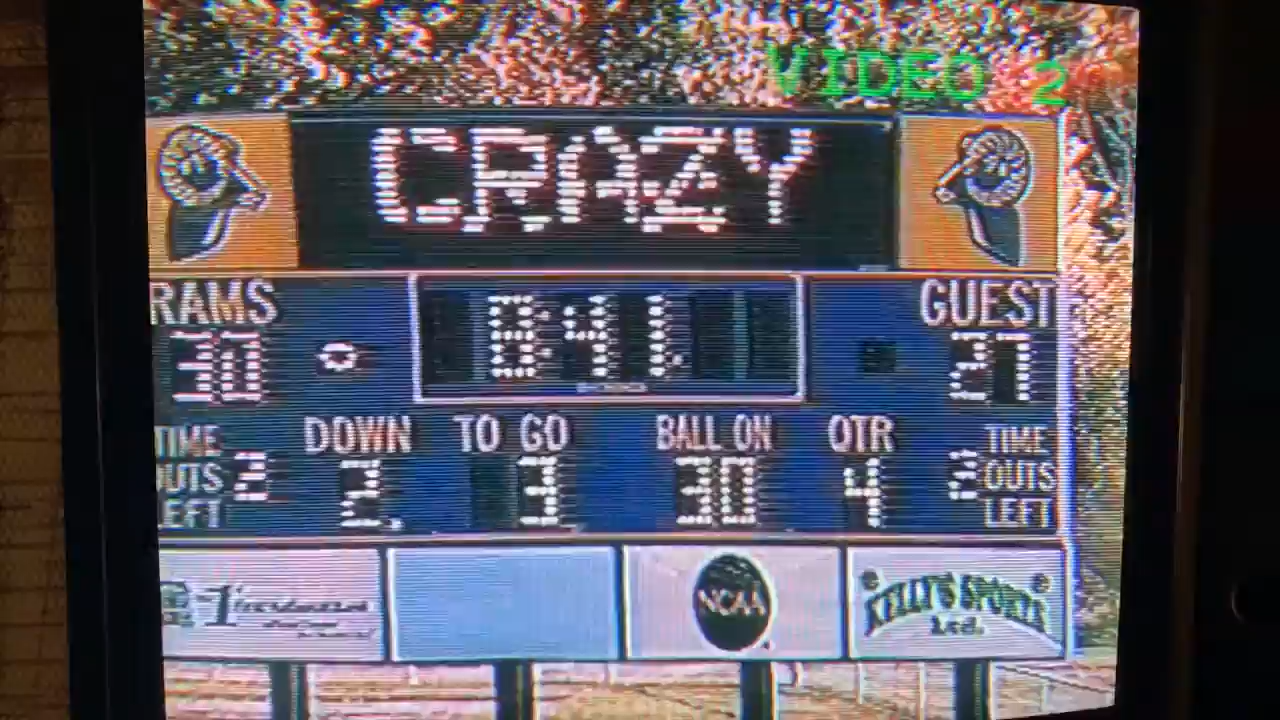 VIDEO 2
CRAZY
RAMS
GUEST
30
8:41
27
DOWN
TO GO
BALL ON
QTR
TIME
OUTS
LEFT
2
2
3
30
4
2
TIME
OUTS
LEFT
1
NCAA
KELLY'S SPORTS
Ltd.